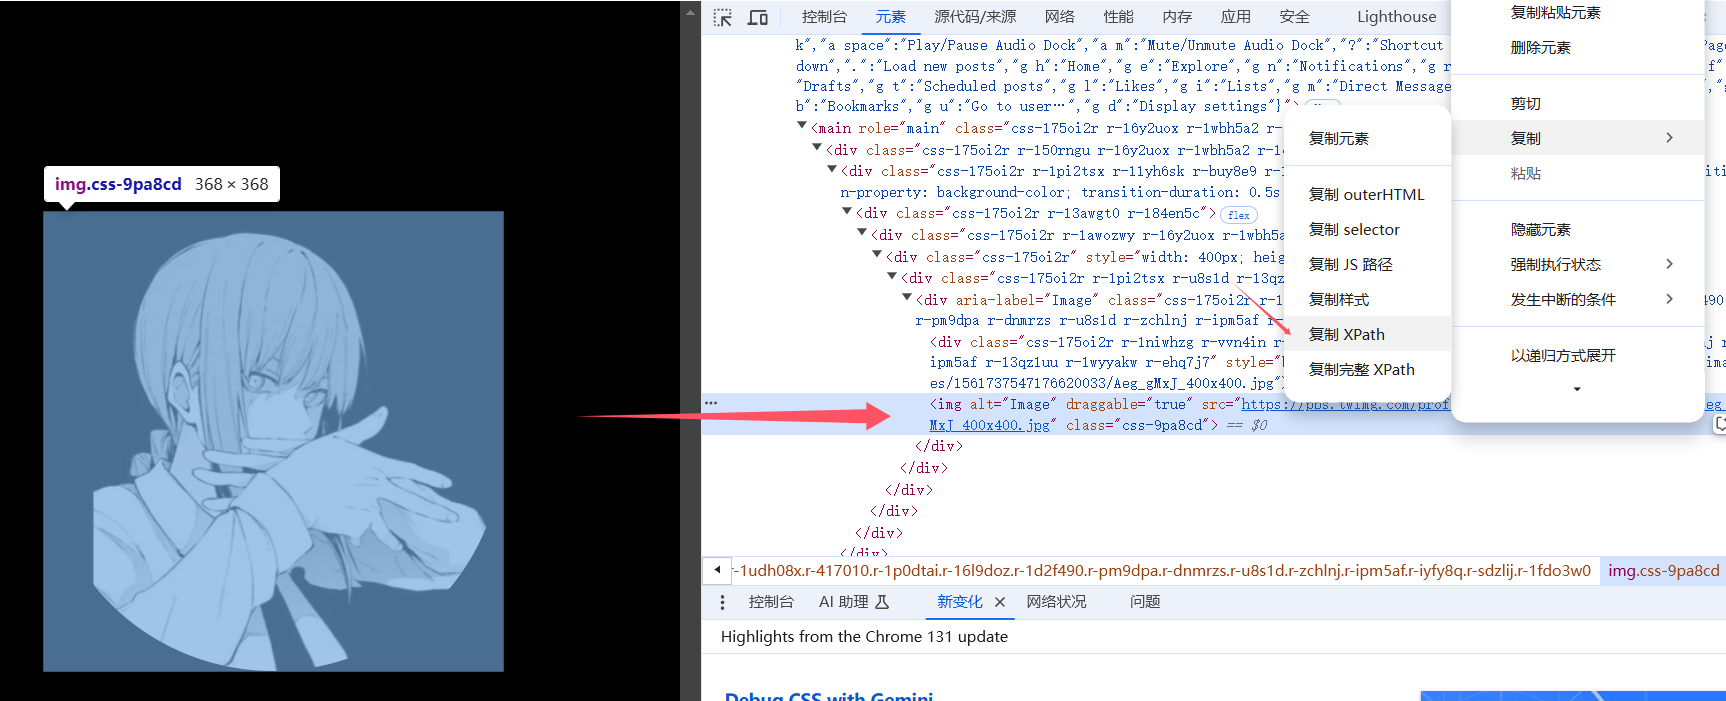 控制台 元素 源代码/来源 网络 性能 内存 应用 安全 Lighthouse
k","a space":"Play/Pause Audio Dock","a m":"Mute/Unmute Audio Dock","?":"Shortcut
down",".":"Load new posts","g h":"Home","g e":"Explore","g n":"Notifications","g r
"Drafts","g t":"Scheduled posts","g l":"Likes","g i":"Lists","g m":"Direct Message
b":"Bookmarks","g u":"Go to user…","g d":"Display settings"}">
<main role="main" class="css-175oi2r r-16y2uox r-1wbh5a2 r-
<div class="css-175oi2r r-150rngu r-16y2uox r-1wbh5a2 r-
<div class="css-175oi2r r-1pi2tsx r-11yh6sk r-buy8e9 r-
n-property: background-color; transition-duration: 0.5s
<div class="css-175oi2r r-13awgt0 r-184en5c"> flex
<div class="css-175oi2r r-1awozwy r-16y2uox r-1wbh5a
<div class="css-175oi2r" style="width: 400px; heig
<div class="css-175oi2r r-1pi2tsx r-u8s1d r-13qz
<div aria-label="Image" class="css-175oi2r r-1
r-pm9dpa r-dnmrzs r-u8s1d r-zchlnj r-ipm5af r-
<div class="css-175oi2r r-1niwhzg r-vvn4in r-
ipm5af r-13qz1uu r-1wyyakw r-ehq7j7" style="
es/1561737547176620033/Aeg_gMxJ_400x400.jpg"
<img alt="Image" draggable="true" src="https://pbs.twimg.com/prof
MxJ_400x400.jpg" class="css-9pa8cd"> == $0
</div>
</div>
</div>
</div>
</div>
</div>
img.css-9pa8cd 368 × 368
复制元素
复制 outerHTML
复制 selector
复制 JS 路径
复制样式
复制 XPath
复制完整 XPath
复制粘贴元素
删除元素
剪切
复制
粘贴
隐藏元素
强制执行状态
发生中断的条件
以递归方式展开
r-1udh08x.r-417010.r-1p0dtai.r-16l9doz.r-1d2f490.r-pm9dpa.r-dnmrzs.r-u8s1d.r-zchlnj.r-ipm5af.r-iyfy8q.r-sdzlij.r-1fdo3w0 img.css-9pa8cd
控制台 AI 助理 新变化 网络状况 问题
Highlights from the Chrome 131 update
Debug CSS with Gemini